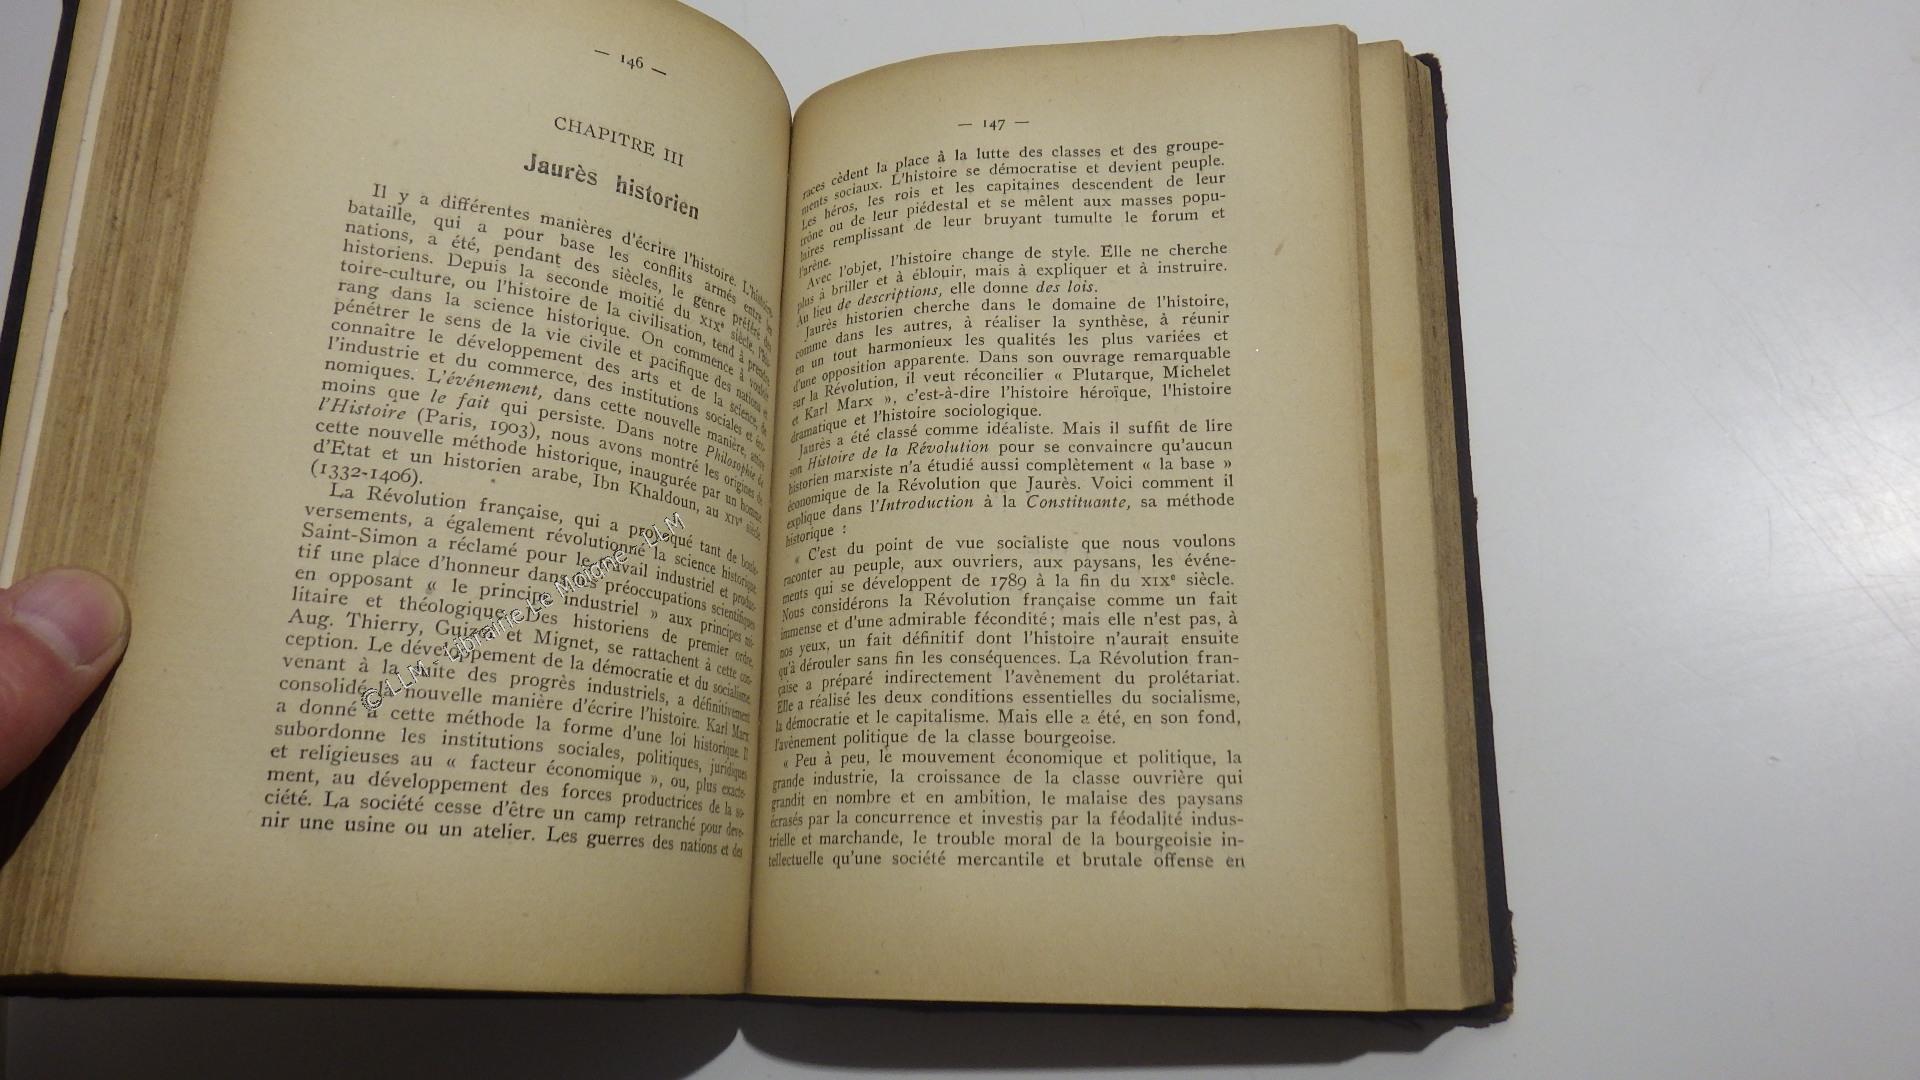 — 146 —
CHAPITRE III
Jaurès historien
Il y a différentes manières d'écrire l'histoire. L'histoire-
bataille, qui a pour base les conflits armés entre les
nations, a été, pendant des siècles, le genre préféré des
historiens. Depuis la seconde moitié du XIXe siècle, l'his-
toire-culture, ou l'histoire de la civilisation, tend à prendre
rang dans la science historique. On commence à vouloir
pénétrer le sens de la vie civile et pacifique des nations et
connaître le développement des arts et de la science, de
l'industrie et du commerce, des institutions sociales et éco-
nomiques. L'événement, dans cette nouvelle manière, attire
moins que le fait qui persiste. Dans notre Philosophie de
l'Histoire (Paris, 1903), nous avons montré les origines de
cette nouvelle méthode historique, inaugurée par un homme
d'Etat et un historien arabe, Ibn Khaldoun, au XIVe siècle
(1332-1406).
La Révolution française, qui a provoqué tant de boule-
versements, a également révolutionné la science historique.
Saint-Simon a réclamé pour le travail industriel et produc-
tif une place d'honneur dans les préoccupations scientifiques
en opposant « le principe industriel » aux principes mi-
litaire et théologique. Des historiens de premier ordre,
Aug. Thierry, Guizot et Mignet, se rattachent à cette con-
ception. Le développement de la démocratie et du socialisme,
venant à la suite des progrès industriels, a définitivement
consolidé la nouvelle manière d'écrire l'histoire. Karl Marx
a donné à cette méthode la forme d'une loi historique. Il
subordonne les institutions sociales, politiques, juridiques
et religieuses au « facteur économique », ou, plus exacte-
ment, au développement des forces productrices de la so-
ciété. La société cesse d'être un camp retranché pour deve-
nir une usine ou un atelier. Les guerres des nations et des
© LLM - Librairie Le Moione - LLM
— 147 —
races cèdent la place à la lutte des classes et des groupe-
ments sociaux. L'histoire se démocratise et devient peuple.
Les héros, les rois et les capitaines descendent de leur
trône ou de leur piédestal et se mêlent aux masses popu-
laires remplissant de leur bruyant tumulte le forum et
l'arène.
Avec l'objet, l'histoire change de style. Elle ne cherche
plus à briller et à éblouir, mais à expliquer et à instruire.
Au lieu de descriptions, elle donne des lois.
Jaurès historien cherche dans le domaine de l'histoire,
comme dans les autres, à réaliser la synthèse, à réunir
en un tout harmonieux les qualités les plus variées et
d'une opposition apparente. Dans son ouvrage remarquable
sur la Révolution, il veut réconcilier « Plutarque, Michelet
et Karl Marx », c'est-à-dire l'histoire héroïque, l'histoire
dramatique et l'histoire sociologique.
Jaurès a été classé comme idéaliste. Mais il suffit de lire
son Histoire de la Révolution pour se convaincre qu'aucun
historien marxiste n'a étudié aussi complètement « la base »
économique de la Révolution que Jaurès. Voici comment il
explique dans l'Introduction à la Constituante, sa méthode
historique :
« C'est du point de vue socialiste que nous voulons
raconter au peuple, aux ouvriers, aux paysans, les événe-
ments qui se développent de 1789 à la fin du XIXe siècle.
Nous considérons la Révolution française comme un fait
immense et d'une admirable fécondité ; mais elle n'est pas, à
nos yeux, un fait définitif dont l'histoire n'aurait ensuite
qu'à dérouler sans fin les conséquences. La Révolution fran-
çaise a préparé indirectement l'avènement du prolétariat.
Elle a réalisé les deux conditions essentielles du socialisme,
la démocratie et le capitalisme. Mais elle a été, en son fond,
l'avènement politique de la classe bourgeoise.
« Peu à peu, le mouvement économique et politique, la
grande industrie, la croissance de la classe ouvrière qui
grandit en nombre et en ambition, le malaise des paysans
écrasés par la concurrence et investis par la féodalité indus-
trielle et marchande, le trouble moral de la bourgeoisie in-
tellectuelle qu'une société mercantile et brutale offense en